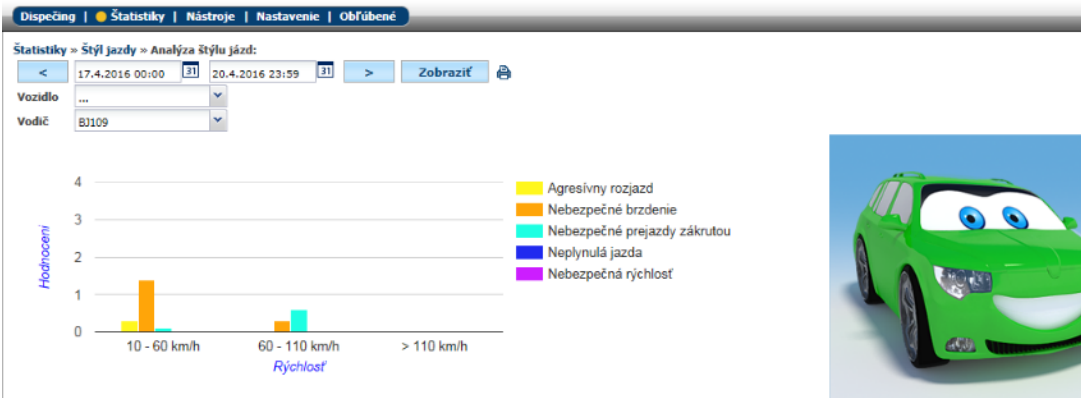 Dispečing | Štatistiky | Nástroje | Nastavenie | Obľúbené
Štatistiky » Štýl jazdy » Analýza štýlu jázd:
< 17.4.2016 00:00 31 20.4.2016 23:59 31 > Zobraziť
Vozidlo ...
Vodič BJ109
4
3
2
1
0
Hodnocení
10 - 60 km/h 60 - 110 km/h > 110 km/h
Rýchlosť
Agresívny rozjazd
Nebezpečné brzdenie
Nebezpečné prejazdy zákrutou
Neplynulá jazda
Nebezpečná rýchlosť